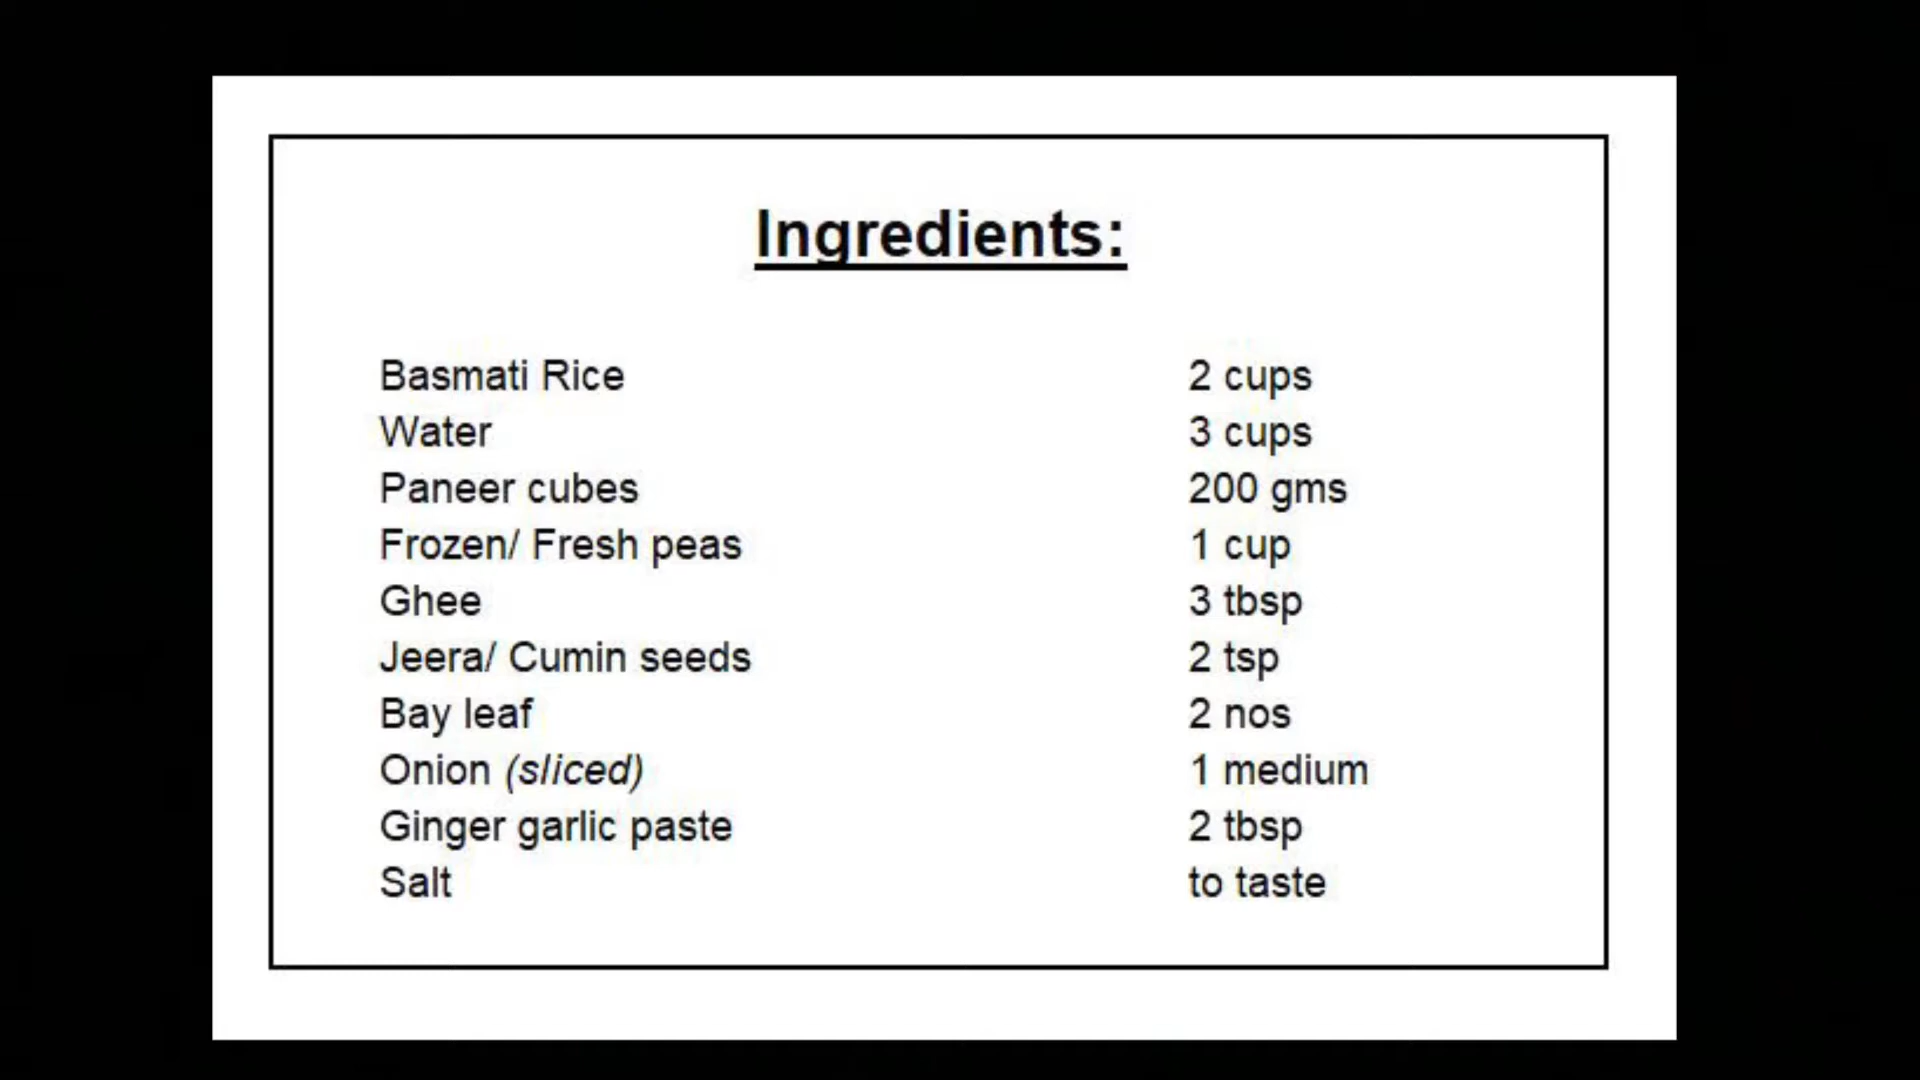 Ingredients:
Basmati Rice 2 cups
Water 3 cups
Paneer cubes 200 gms
Frozen/ Fresh peas 1 cup
Ghee 3 tbsp
Jeera/ Cumin seeds 2 tsp
Bay leaf 2 nos
Onion (sliced) 1 medium
Ginger garlic paste 2 tbsp
Salt to taste